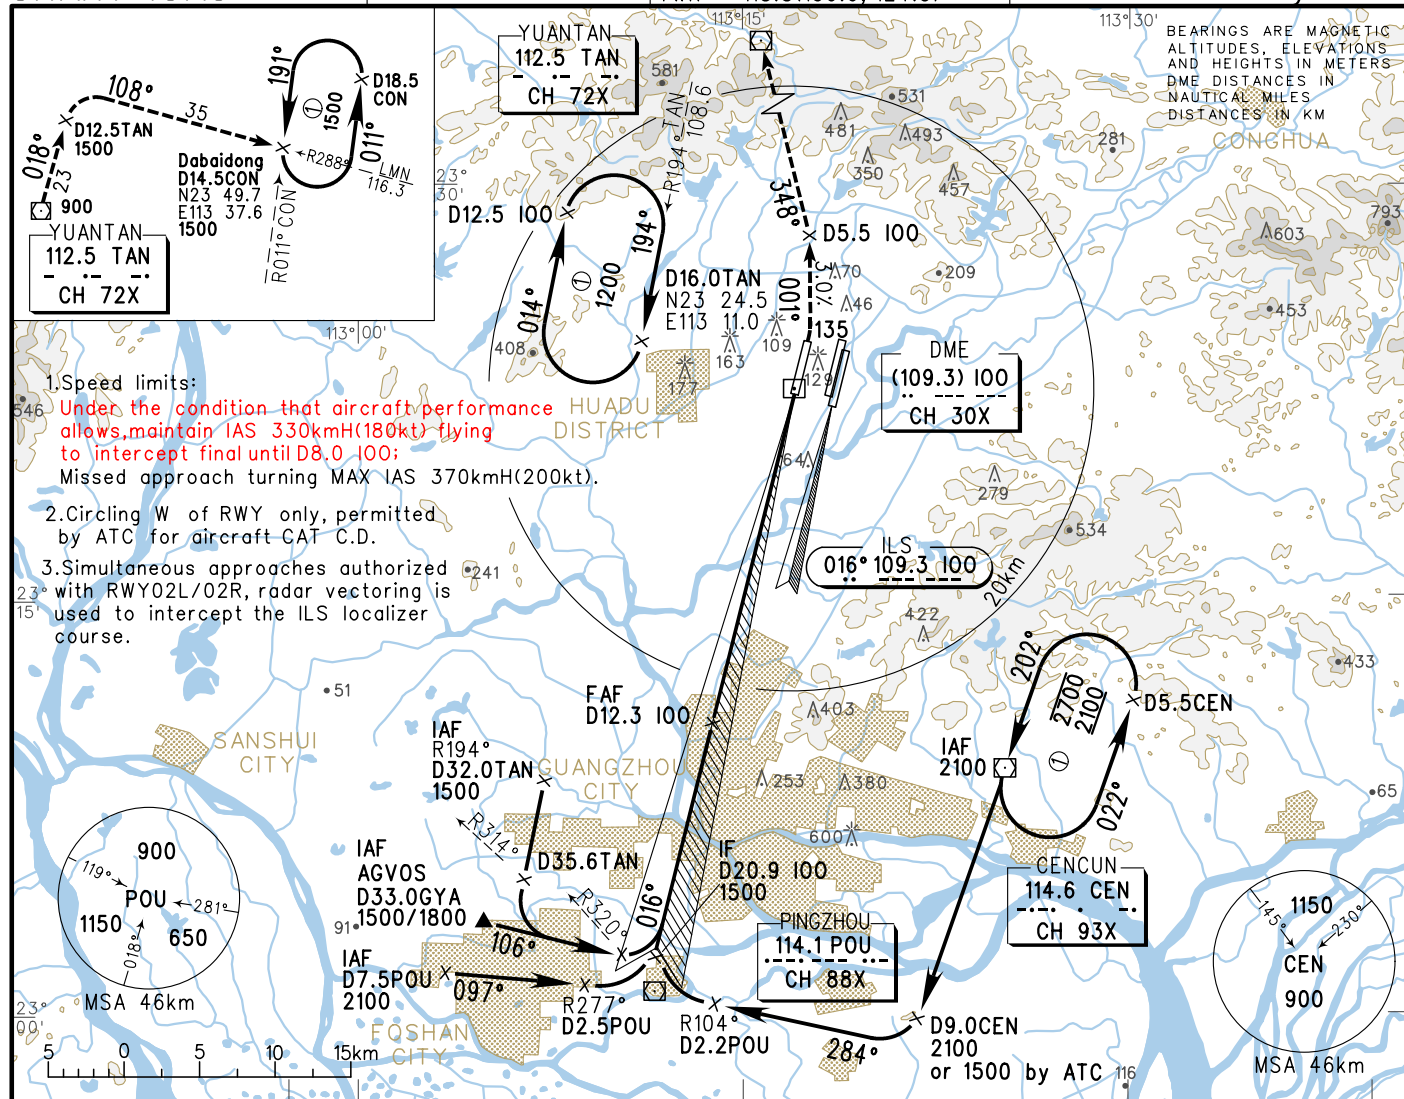 113°15'
113°30'
BEARINGS ARE MAGNETIC
ALTITUDES, ELEVATIONS
AND HEIGHTS IN METERS
DME DISTANCES IN
NAUTICAL MILES
DISTANCES IN KM
CONGHUA
YUANTAN
112.5 TAN
CH 72X
191°
①
1500
011°
D18.5
CON
108°
35
D12.5TAN
1500
018°
23
900
YUANTAN
112.5 TAN
CH 72X
Dabaidong
D14.5CON
N23 49.7
E113 37.6
1500
R288°
LMN
116.3
R011° CON
23°
30'
581
R194° TAN
108.6
531
481
493
350
457
281
793
603
453
209
D12.5 IOO
194°
①
1200
014°
348°
D5.5 IOO
001°
3.0%
70
46
135
D16.0TAN
N23 24.5
E113 11.0
109
163
129
177
408
113°00'
546
DME
(109.3) IOO
CH 30X
HUADU
DISTRICT
1.Speed limits:
Under the condition that aircraft performance
allows,maintain IAS 330kmH(180kt) flying
to intercept final until D8.0 IOO;
Missed approach turning MAX IAS 370kmH(200kt).
2.Circling W of RWY only, permitted
by ATC for aircraft CAT C.D.
3.Simultaneous approaches authorized
with RWY02L/02R, radar vectoring is
used to intercept the ILS localizer
course.
23°
15'
241
64
279
534
ILS
016° 109.3 IOO
20km
422
433
51
FAF
D12.3 IOO
403
202°
2700
2100
①
022°
D5.5CEN
IAF
2100
SANSHUI
CITY
IAF
R194°
D32.0TAN
1500
GUANGZHOU
CITY
253
380
600
65
R314°
D35.6TAN
IAF
AGVOS
D33.0GYA
1500/1800
R320°
016°
IF
D20.9 IOO
1500
106°
91
CENCUN
114.6 CEN
CH 93X
PINGZHOU
114.1 POU
CH 88X
900
119°
POU
281°
1150
650
018°
MSA 46km
1150
145°
230°
CEN
900
MSA 46km
IAF
D7.5POU
2100
097°
R277°
D2.5POU
R104°
D2.2POU
284°
D9.0CEN
2100
or 1500 by ATC
116
FOSHAN
CITY
23°
00'
5 0 5 10 15km